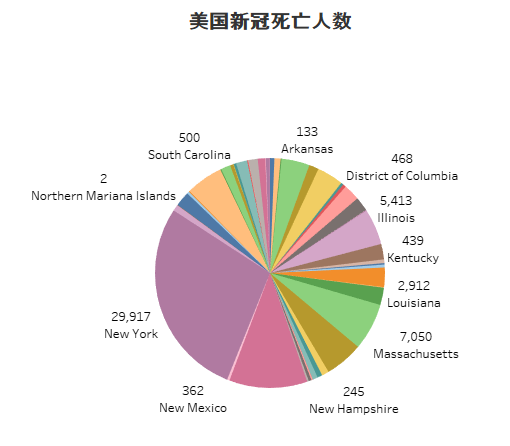 美国新冠死亡人数
133
Arkansas
468
District of Columbia
5,413
Illinois
439
Kentucky
2,912
Louisiana
7,050
Massachusetts
245
New Hampshire
362
New Mexico
29,917
New York
2
Northern Mariana Islands
500
South Carolina